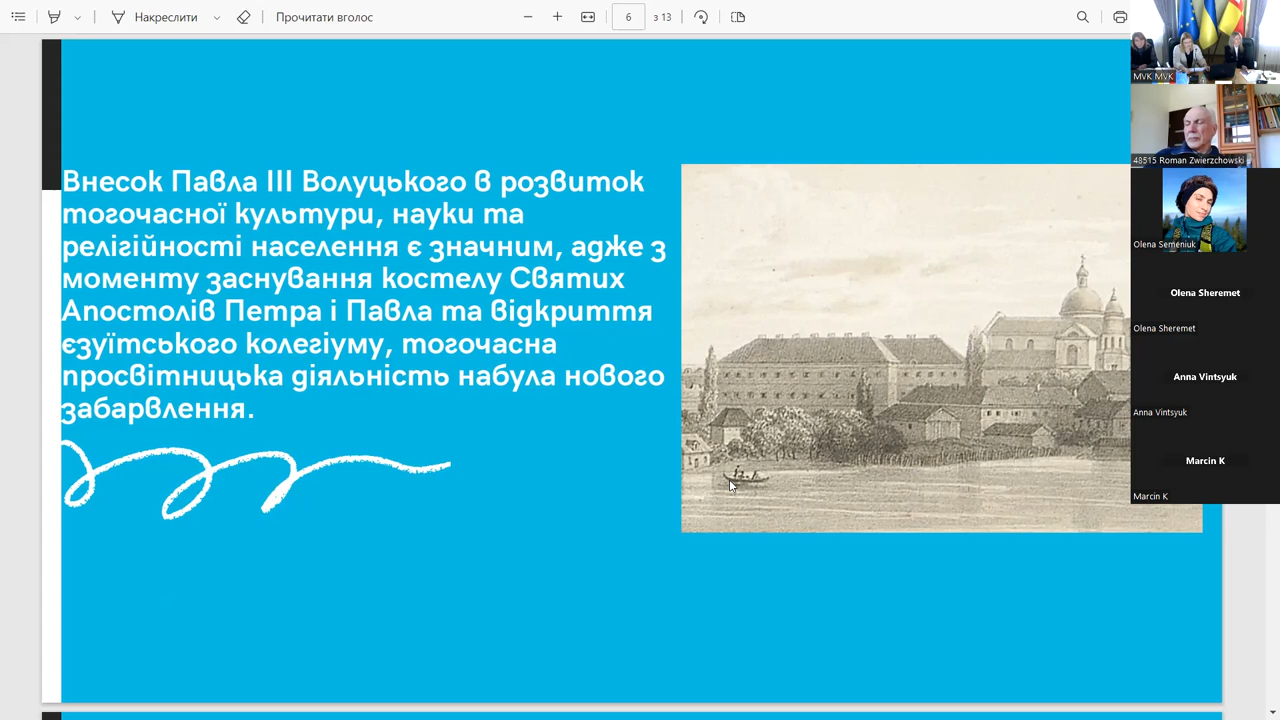 Накреслити
Прочитати вголос
6
з 13
Внесок Павла III Волуцького в розвиток
тогочасної культури, науки та
релігійності населення є значним, адже з
моменту заснування костелу Святих
Апостолів Петра і Павла та відкриття
єзуїтського колегіуму, тогочасна
просвітницька діяльність набула нового
забарвлення.
MVK MVK
48515 Roman Zwierzchowski
Olena Semeniuk
Olena Sheremet
Olena Sheremet
Anna Vintsyuk
Anna Vintsyuk
Marcin K
Marcin K